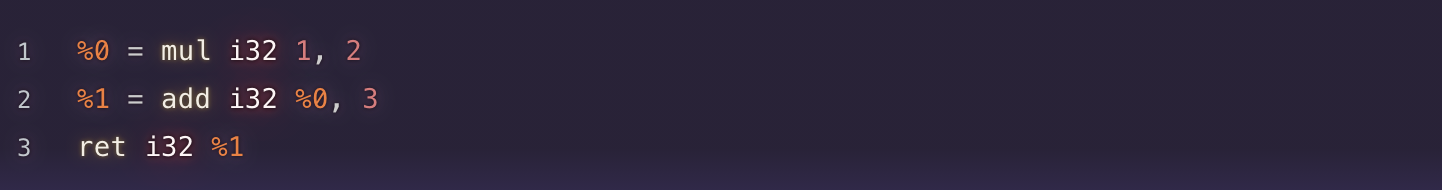 1 %0 = mul i32 1, 2
2 %1 = add i32 %0, 3
3 ret i32 %1